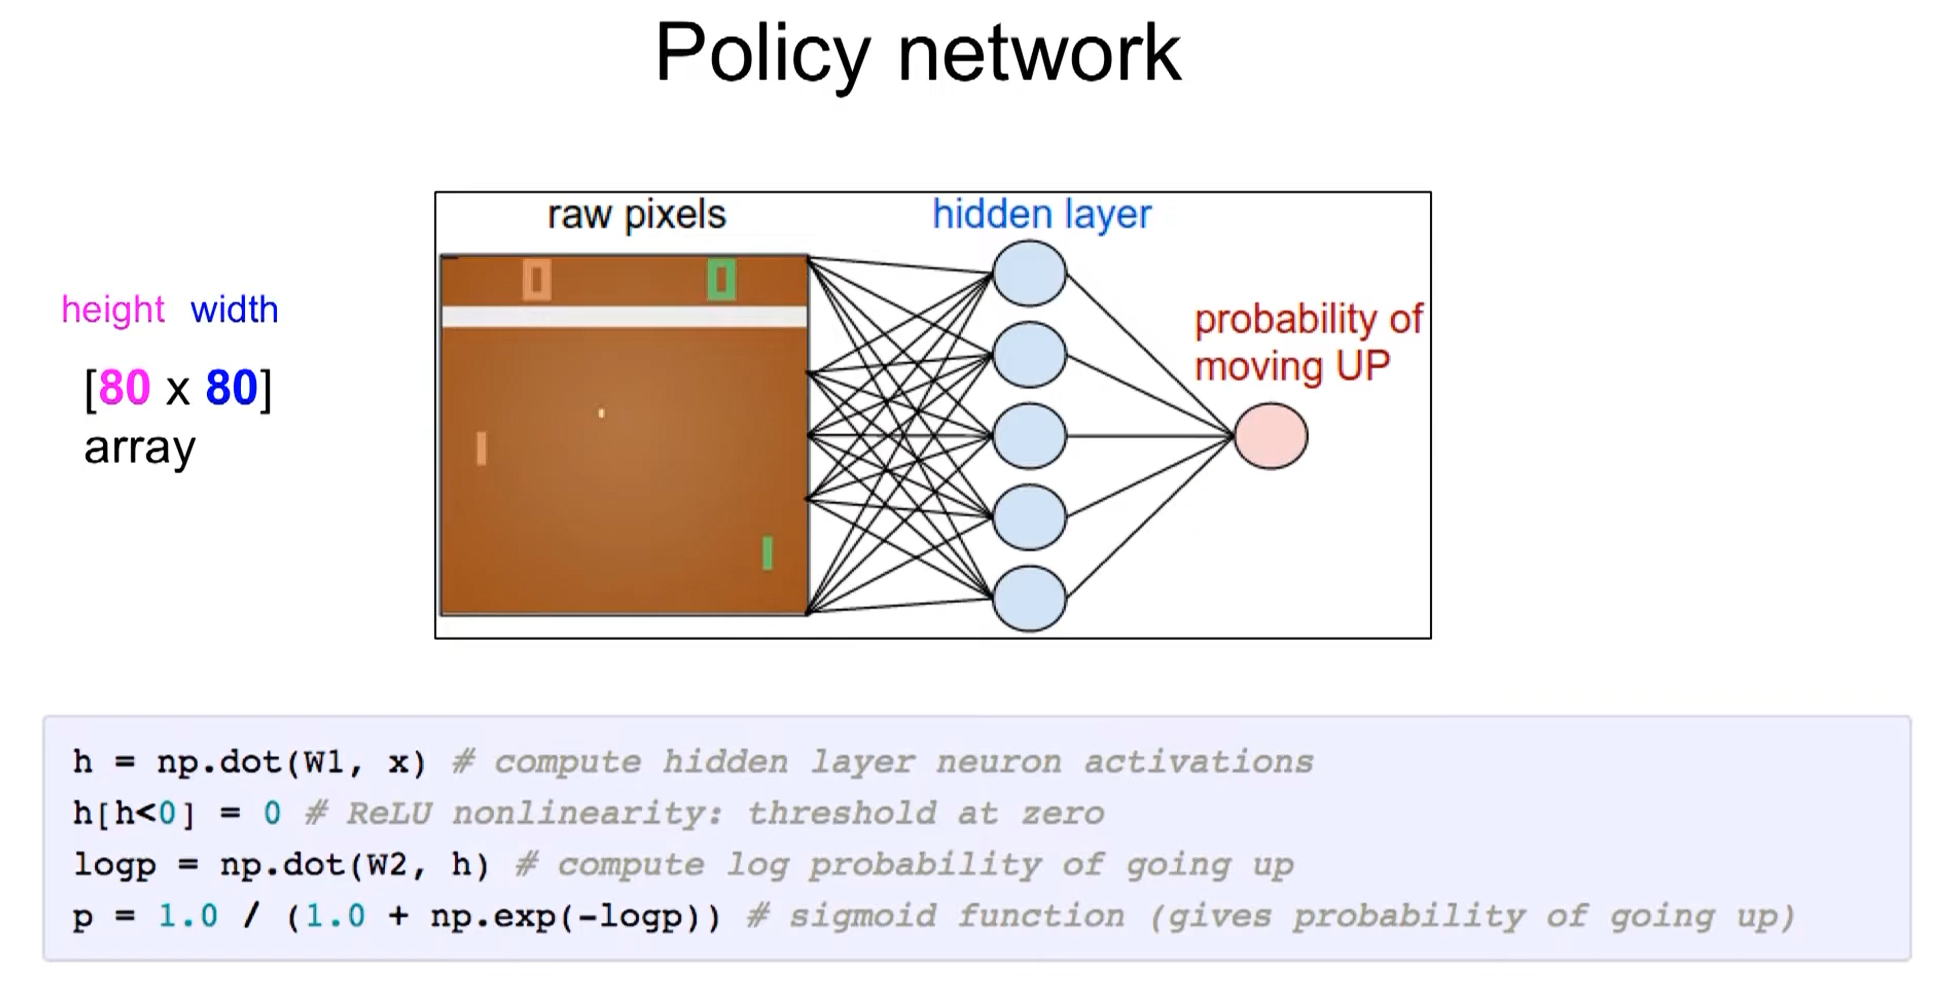 Policy network
raw pixels
hidden layer
0 0
height width
[80 x 80]
array
probability of
moving UP
h = np.dot(W1, x) # compute hidden layer neuron activations
h[h<0] = 0 # ReLU nonlinearity: threshold at zero
logp = np.dot(W2, h) # compute log probability of going up
p = 1.0 / (1.0 + np.exp(-logp)) # sigmoid function (gives probability of going up)